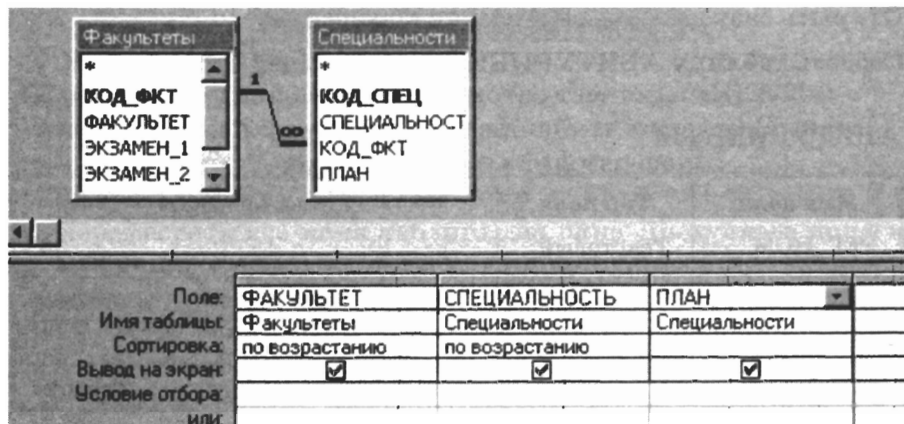 Факультеты
*
КОД_ФКТ
ФАКУЛЬТЕТ
ЭКЗАМЕН_1
ЭКЗАМЕН_2
1
∞
Специальности
*
КОД_СПЕЦ
СПЕЦИАЛЬНОСТ
КОД_ФКТ
ПЛАН
Поле: ФАКУЛЬТЕТ СПЕЦИАЛЬНОСТЬ ПЛАН
Имя таблицы: Факультеты Специальности Специальности
Сортировка: по возрастанию по возрастанию
Вывод на экран:
Условие отбора:
или: